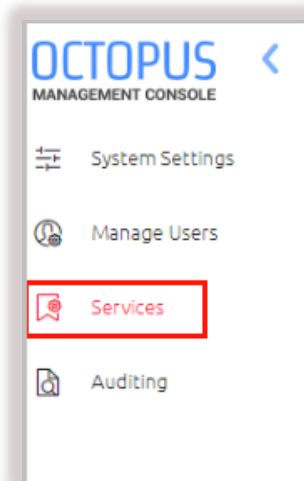 OCTOPUS
MANAGEMENT CONSOLE
System Settings
Manage Users
Services
Auditing